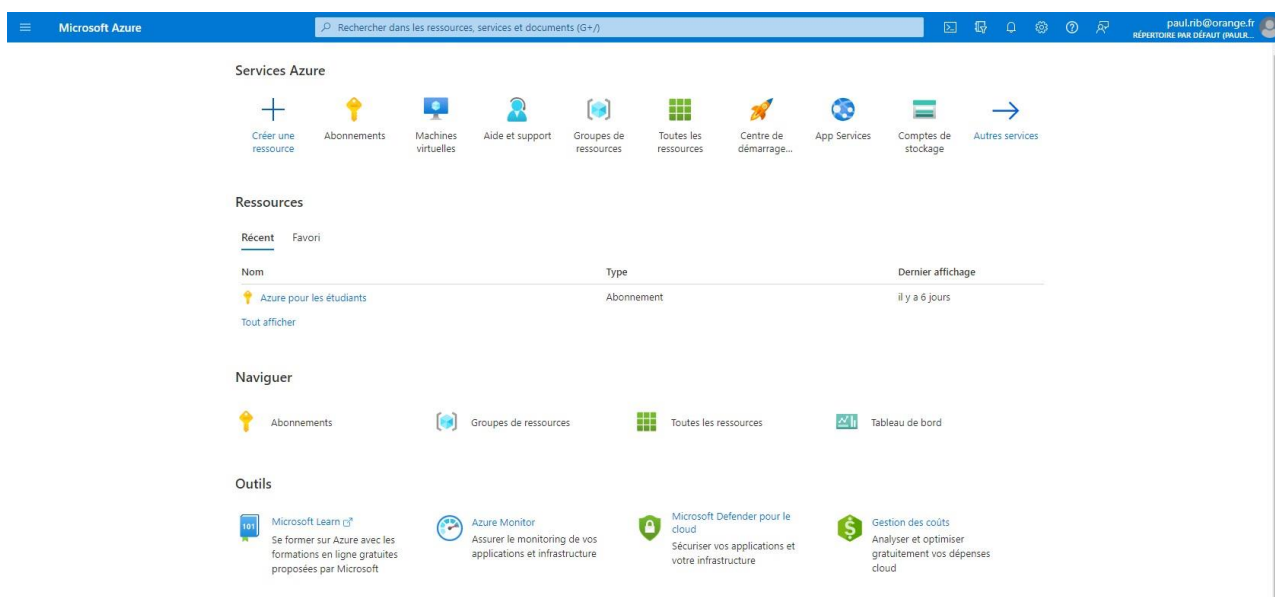 Microsoft Azure
Rechercher dans les ressources, services et documents (G+/)
paul.rib@orange.fr
RÉPERTOIRE PAR DÉFAUT (PAULR...
Services Azure
Créer une
ressource
Abonnements
Machines
virtuelles
Aide et support
Groupes de
ressources
Toutes les
ressources
Centre de
démarrage...
App Services
Comptes de
stockage
Autres services
Ressources
Récent Favori
Nom Type Dernier affichage
Azure pour les étudiants Abonnement il y a 6 jours
Tout afficher
Naviguer
Abonnements Groupes de ressources Toutes les ressources Tableau de bord
Outils
101
Microsoft Learn
Se former sur Azure avec les
formations en ligne gratuites
proposées par Microsoft
Azure Monitor
Assurer le monitoring de vos
applications et infrastructure
Microsoft Defender pour le
cloud
Sécuriser vos applications et
votre infrastructure
Gestion des coûts
Analyser et optimiser
gratuitement vos dépenses
cloud